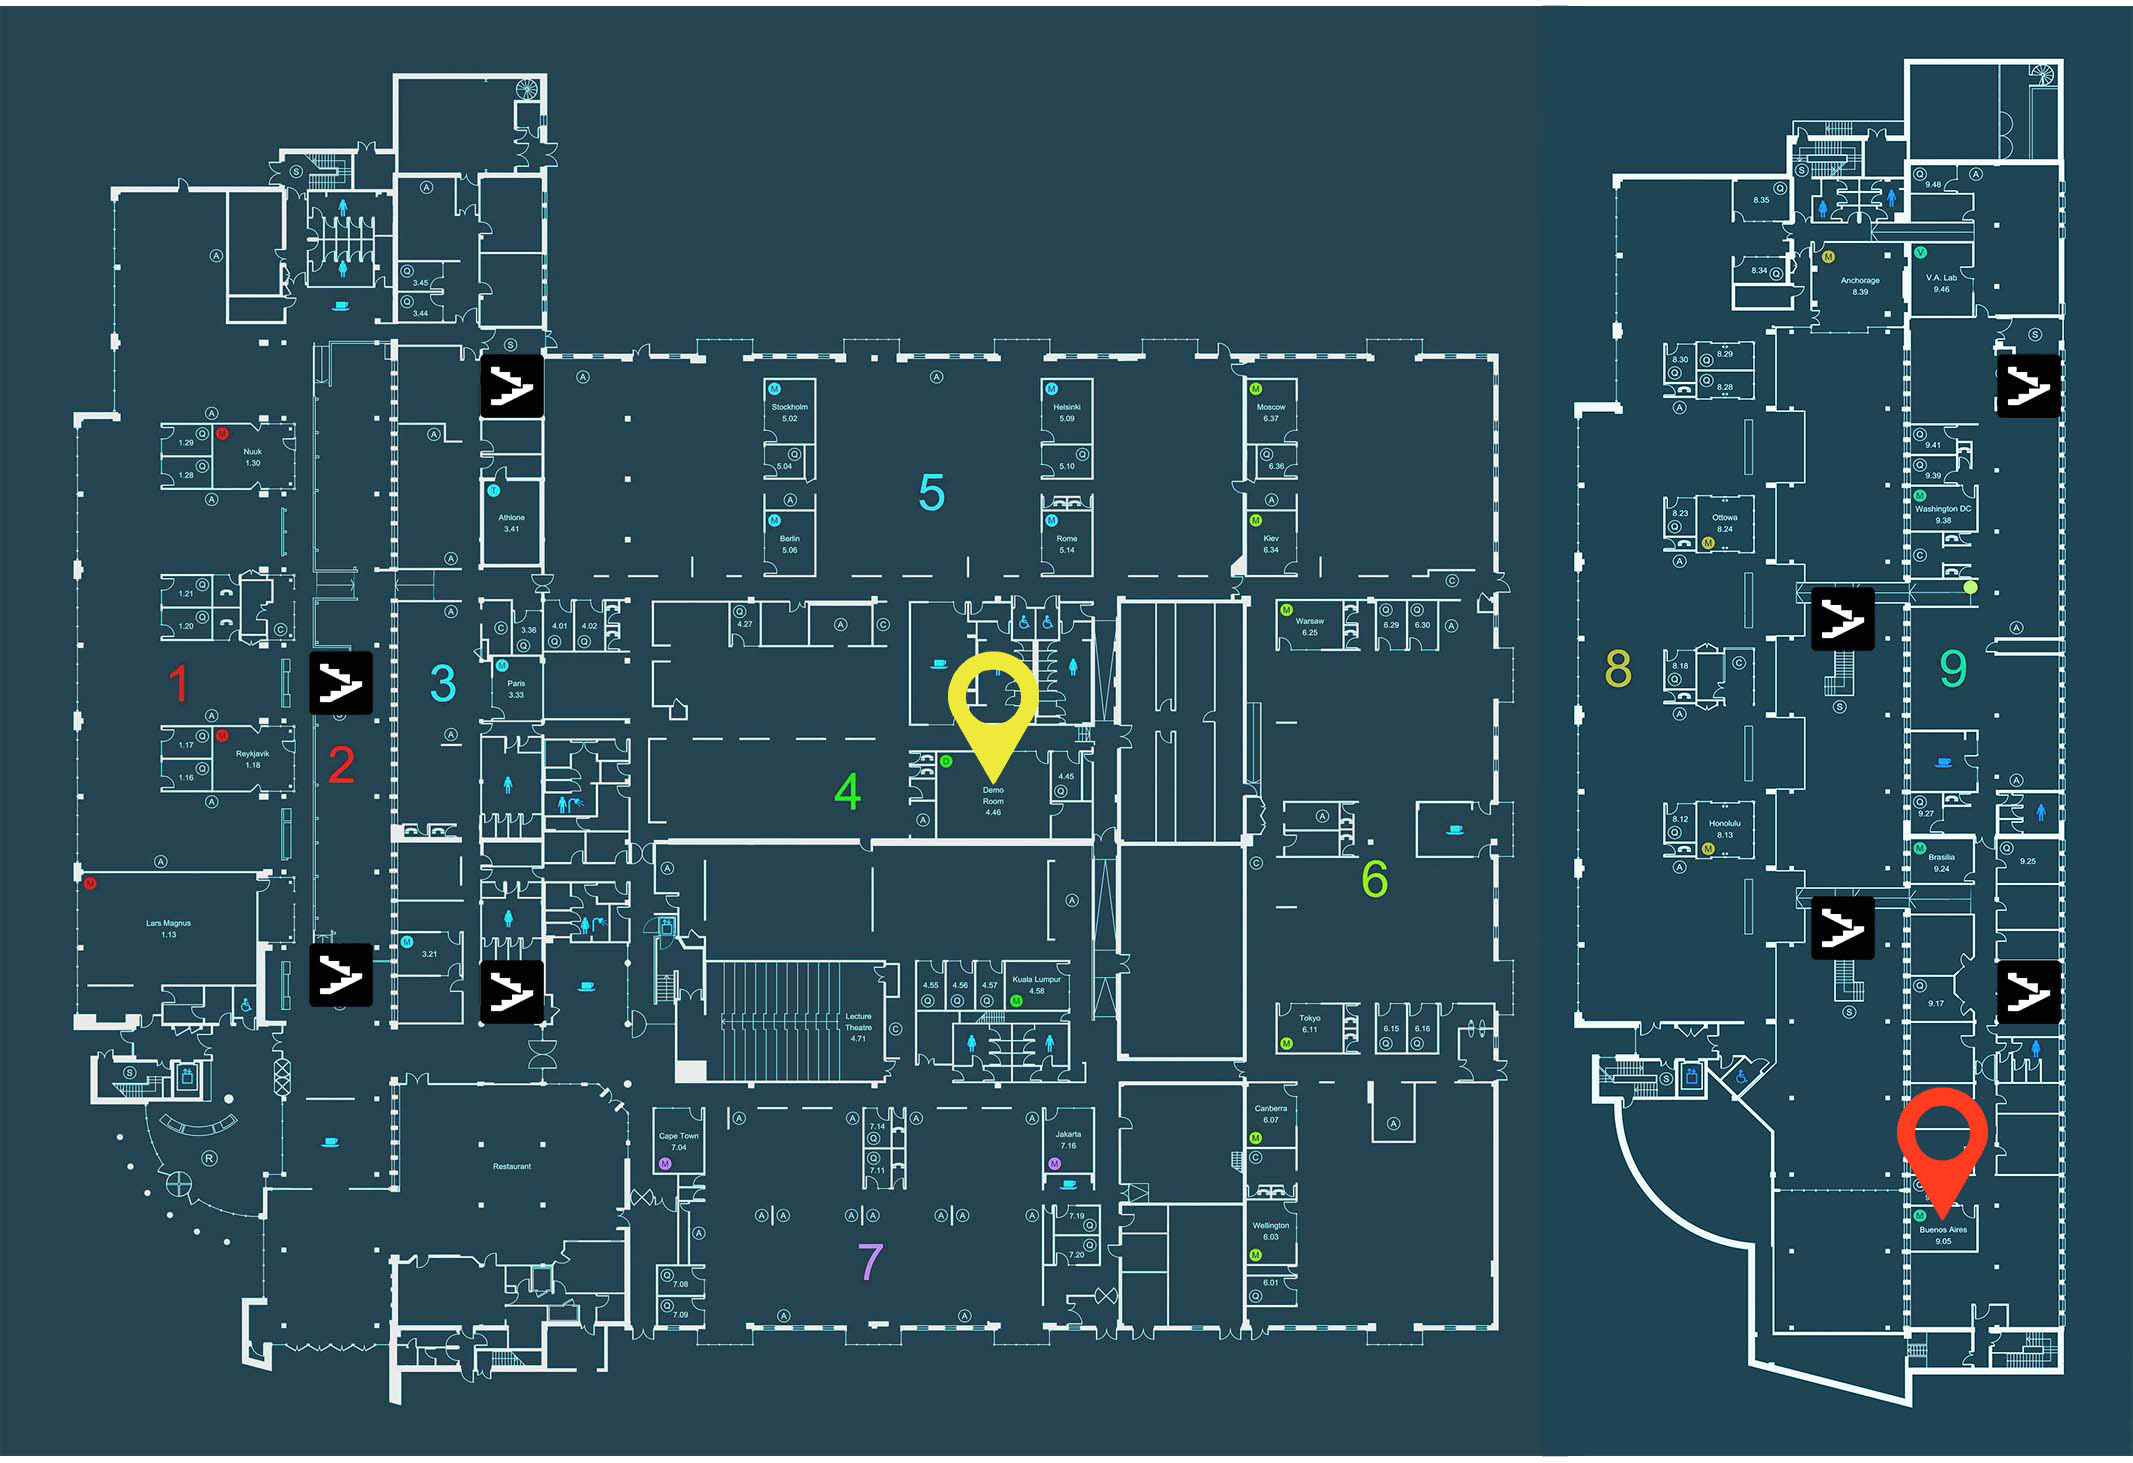 S
A
A
Q
3.45
Q
3.44
S
A
A
A
M
Stockholm
5.02
M
Helsinki
5.09
M
Moscow
6.37
A
1.29
Q
M
Nuuk
1.30
1.28
Q
A
A
5.04
Q
5.10
Q
6.36
Q
5
T
Athlone
3.41
A
A
A
M
Berlin
5.06
M
Rome
5.14
M
Kiev
6.34
A
C
1.21
Q
1.20
Q
C
A
C
3.36
Q
4.01
Q
4.02
Q
Q
4.27
A
C
M
Warsaw
6.25
Q
6.29
Q
6.30
A
1
3
M
Paris
3.33
A
1.17
Q
M
Reykjavik
1.18
1.16
Q
A
A
2
D
Demo
Room
4.46
4.45
Q
4
A
A
A
A
M
Lars Magnus
1.13
M
3.21
A
C
6
4.55
Q
4.56
Q
4.57
Q
Kuala Lumpur
4.58
M
Lecture
Theatre
4.71
C
Tokyo
6.11
M
6.15
Q
6.16
Q
S
R
Restaurant
Cape Town
7.04
M
A
A
7.14
Q
Q
7.11
A
A
Jakarta
7.16
M
Canberra
6.07
M
A
C
A
A
A
A
A
A
A
A
7.19
Q
7.20
Q
Wellington
6.03
M
7
Q
7.08
Q
7.09
A
A
6.01
Q
S
8.35
Q
Q
9.48
A
8.34
Q
M
Anchorage
8.39
V
V.A. Lab
9.46
S
8.30
Q
Q
8.29
Q
8.28
A
Q
9.41
Q
9.39
8.23
Q
Ottowa
8.24
M
A
M
Washington DC
9.38
C
A
8
8.18
Q
C
A
S
9
A
8.12
Q
Honolulu
8.13
M
A
Q
9.27
M
Brasilia
9.24
Q
9.25
Q
9.17
S
S
Q
M
Buenos Aires
9.05